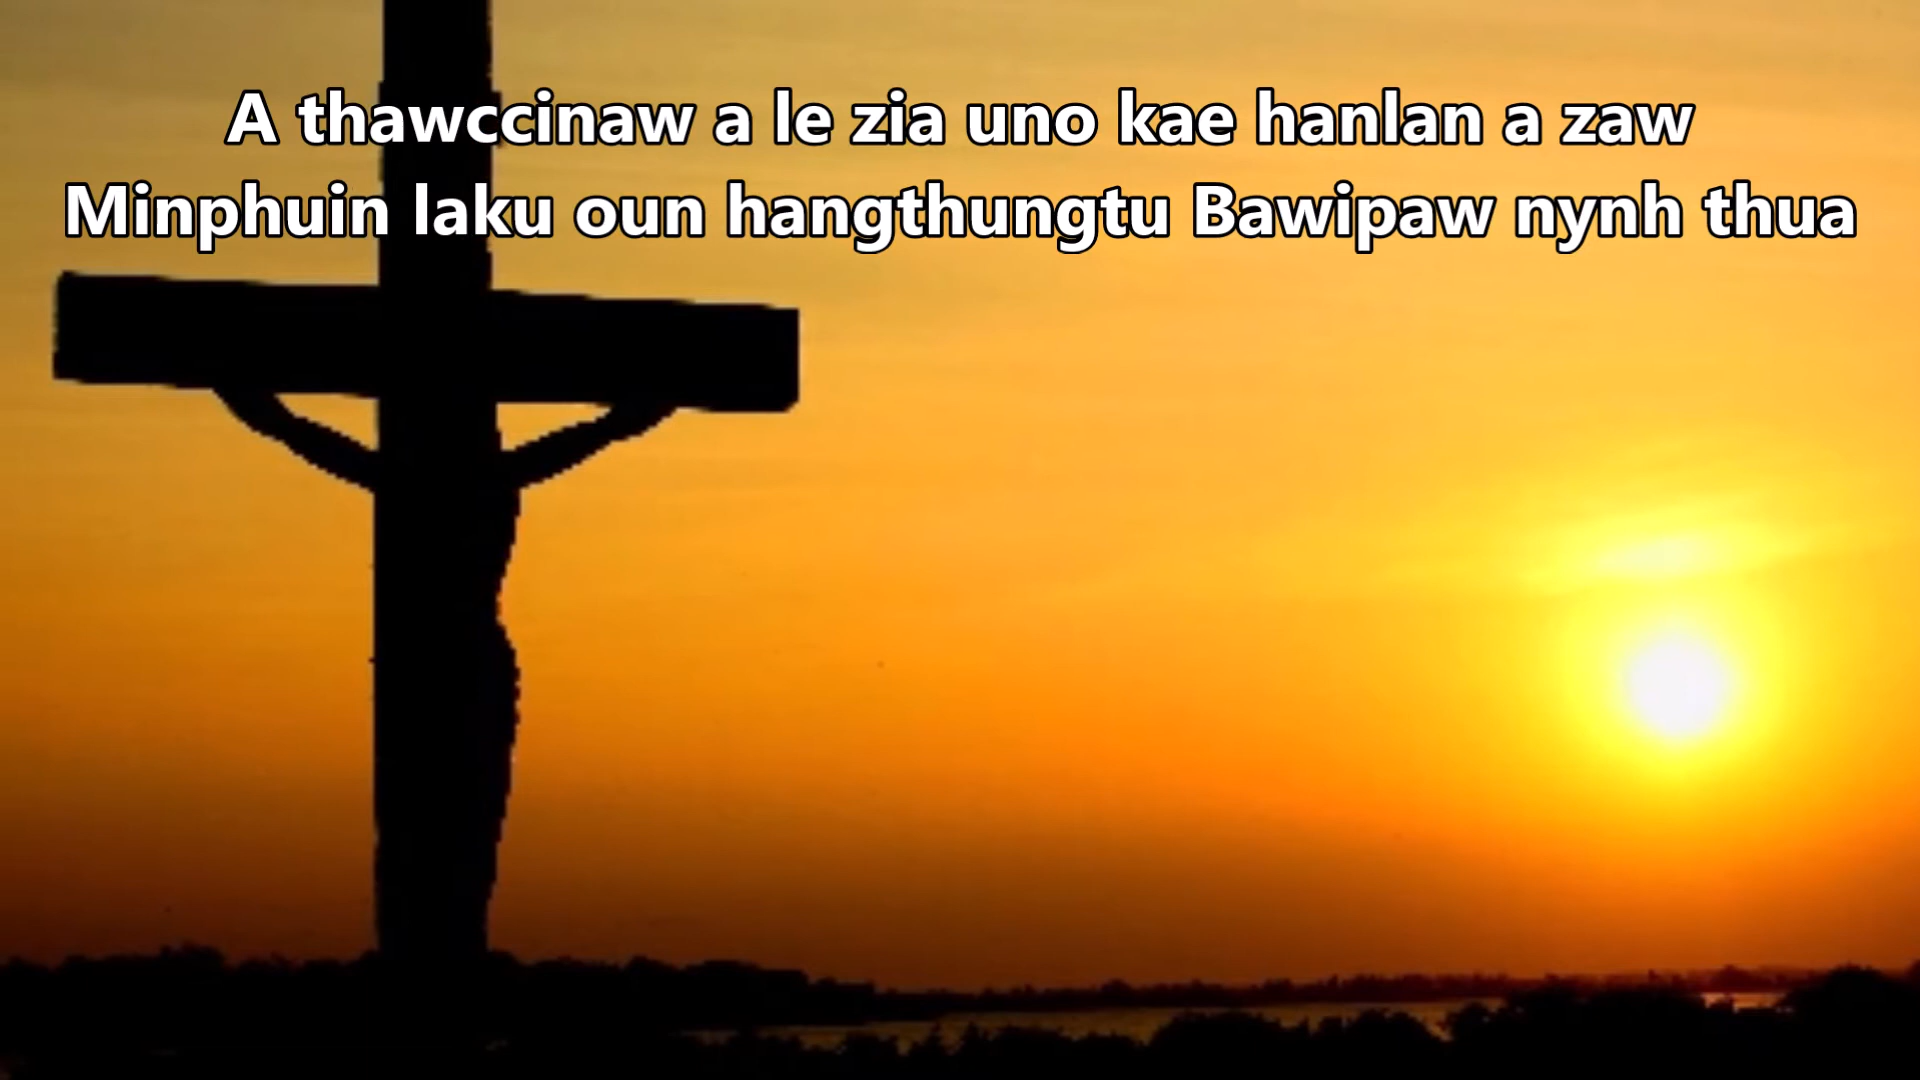 A thawccinaw a le zia uno kae hanlan a zaw
Minphuin laku oun hangthungtu Bawipaw nynh thua